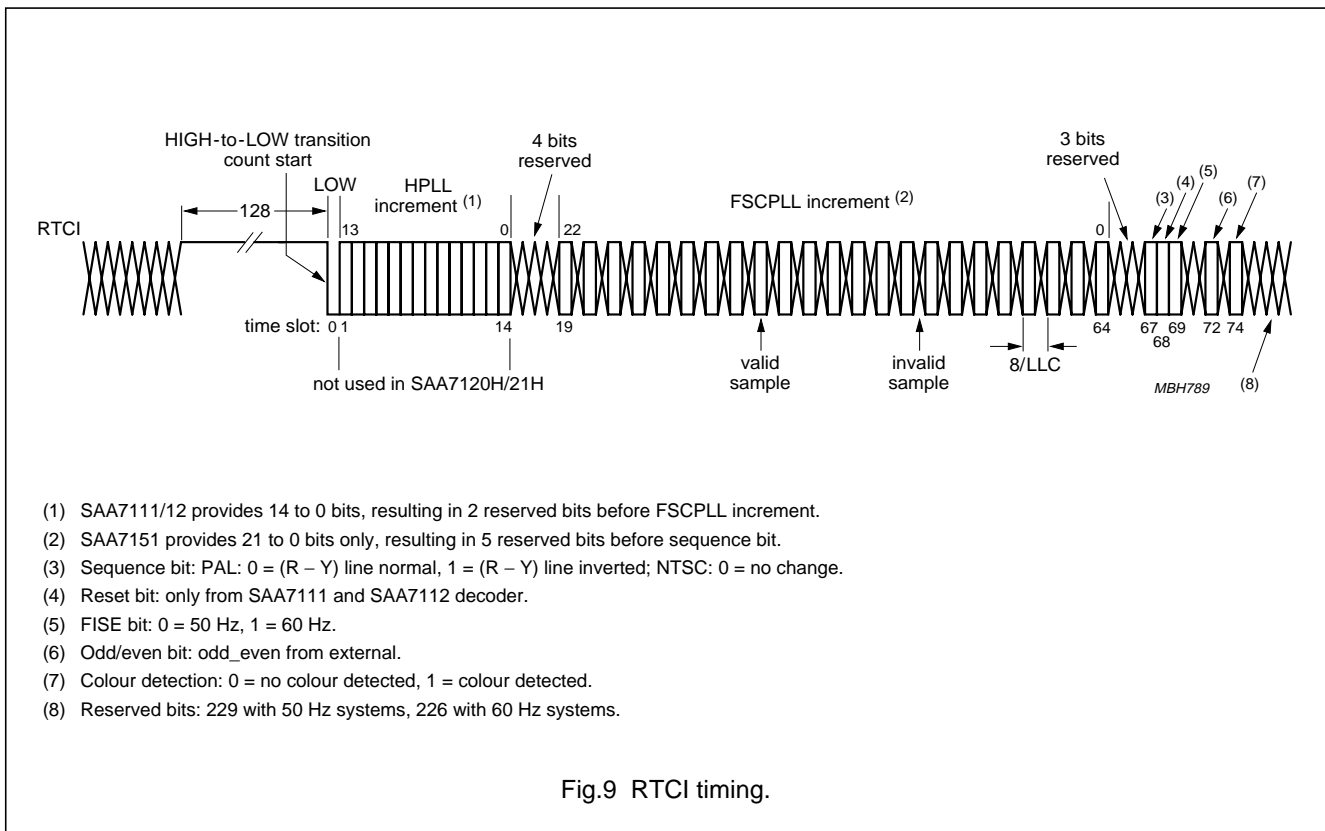 HIGH-to-LOW transition
count start
4 bits
reserved
3 bits
reserved
(3)
(4)
(5)
(6)
(7)
LOW
HPLL
increment (1)
FSCPLL increment (2)
128
RTCI
13
0
22
0
time slot:
0 1
14
19
64
67
68
69
72
74
not used in SAA7120H/21H
valid
sample
invalid
sample
8/LLC
MBH789
(8)
(1) SAA7111/12 provides 14 to 0 bits, resulting in 2 reserved bits before FSCPLL increment.
(2) SAA7151 provides 21 to 0 bits only, resulting in 5 reserved bits before sequence bit.
(3) Sequence bit: PAL: 0 = (R − Y) line normal, 1 = (R − Y) line inverted; NTSC: 0 = no change.
(4) Reset bit: only from SAA7111 and SAA7112 decoder.
(5) FISE bit: 0 = 50 Hz, 1 = 60 Hz.
(6) Odd/even bit: odd_even from external.
(7) Colour detection: 0 = no colour detected, 1 = colour detected.
(8) Reserved bits: 229 with 50 Hz systems, 226 with 60 Hz systems.
Fig.9 RTCI timing.